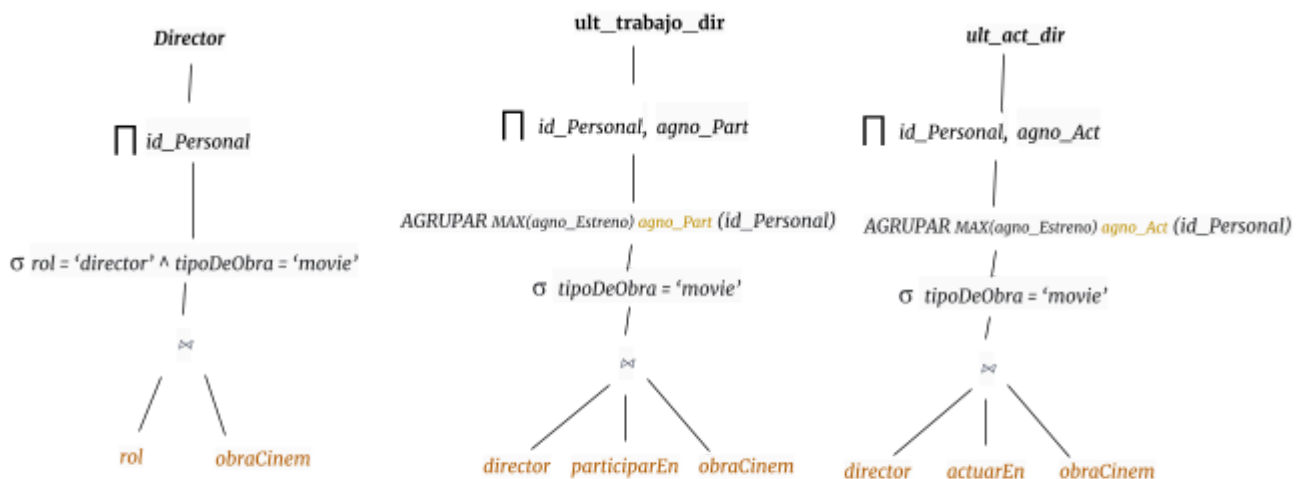 Director
∏ id_Personal
σ rol = ‘director’ ^ tipoDeObra = ‘movie’
⋈
rol obraCinem
ult_trabajo_dir
∏ id_Personal, agno_Part
AGRUPAR MAX(agno_Estreno) agno_Part (id_Personal)
σ tipoDeObra = ‘movie’
⋈
director participarEn obraCinem
ult_act_dir
∏ id_Personal, agno_Act
AGRUPAR MAX(agno_Estreno) agno_Act (id_Personal)
σ tipoDeObra = ‘movie’
⋈
director actuarEn obraCinem